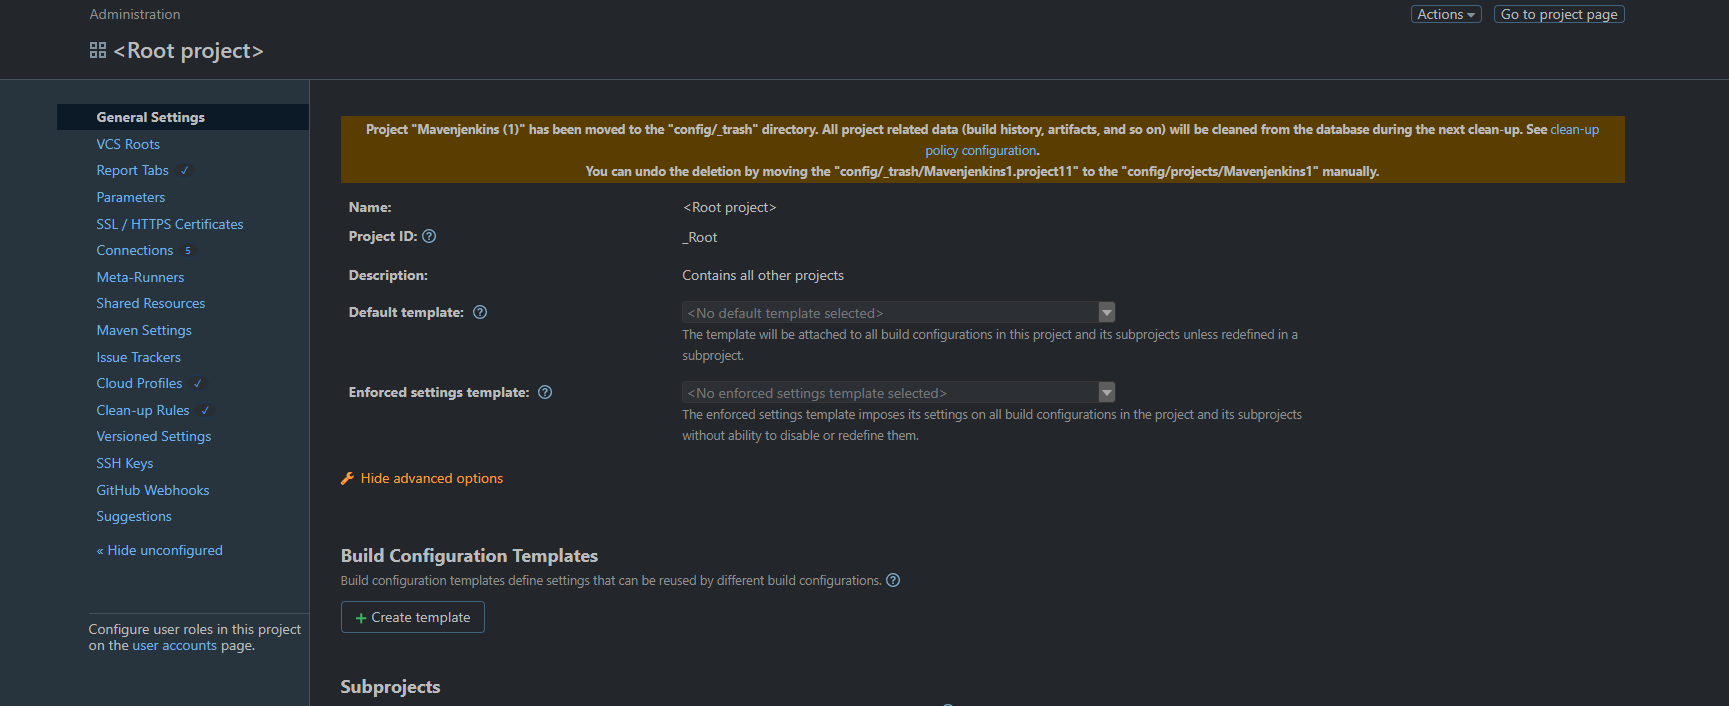 Administration
Actions
Go to project page
<Root project>
General Settings
VCS Roots
Report Tabs ✓
Parameters
SSL / HTTPS Certificates
Connections 5
Meta-Runners
Shared Resources
Maven Settings
Issue Trackers
Cloud Profiles ✓
Clean-up Rules ✓
Versioned Settings
SSH Keys
GitHub Webhooks
Suggestions
« Hide unconfigured
Configure user roles in this project
on the user accounts page.
Project "Mavenjenkins (1)" has been moved to the "config/_trash" directory. All project related data (build history, artifacts, and so on) will be cleaned from the database during the next clean-up. See clean-up
policy configuration.
You can undo the deletion by moving the "config/_trash/Mavenjenkins1.project11" to the "config/projects/Mavenjenkins1" manually.
Name: <Root project>
Project ID: ? _Root
Description: Contains all other projects
Default template: ? <No default template selected>
The template will be attached to all build configurations in this project and its subprojects unless redefined in a
subproject.
Enforced settings template: ? <No enforced settings template selected>
The enforced settings template imposes its settings on all build configurations in the project and its subprojects
without ability to disable or redefine them.
Hide advanced options
Build Configuration Templates
Build configuration templates define settings that can be reused by different build configurations. ?
+ Create template
Subprojects